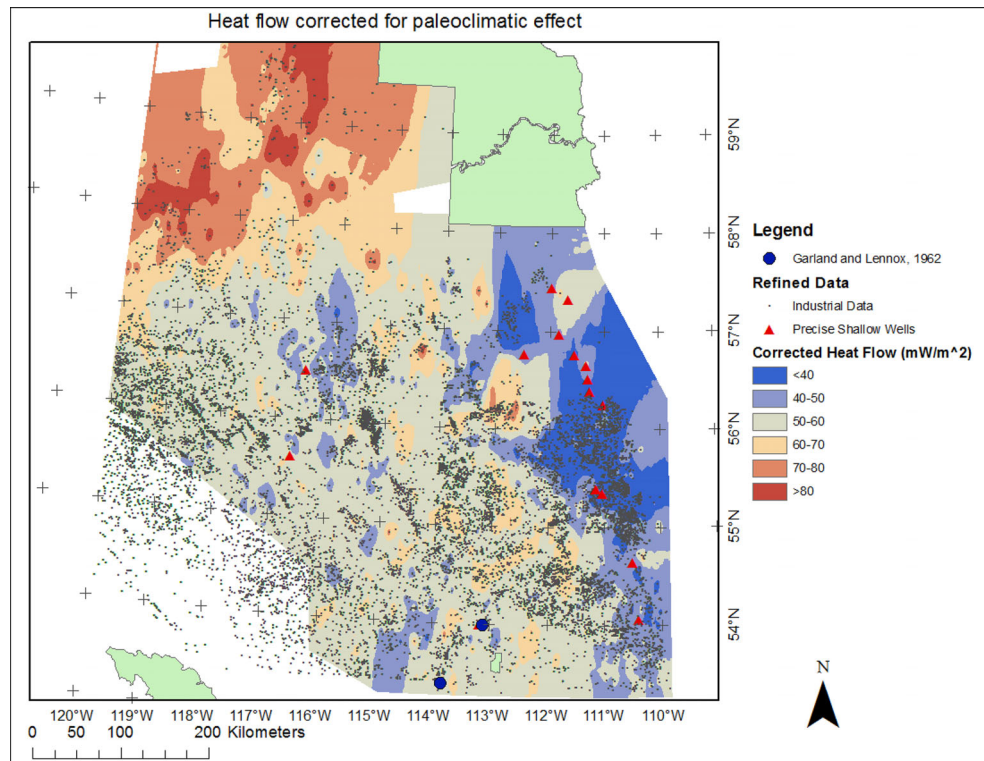 Heat flow corrected for paleoclimatic effect
59°N
58°N
57°N
56°N
55°N
54°N
Legend
Garland and Lennox, 1962
Refined Data
Industrial Data
Precise Shallow Wells
Corrected Heat Flow (mW/m^2)
<40
40-50
50-60
60-70
70-80
>80
N
120°W 119°W 118°W 117°W 116°W 115°W 114°W 113°W 112°W 111°W 110°W
0 50 100 200 Kilometers